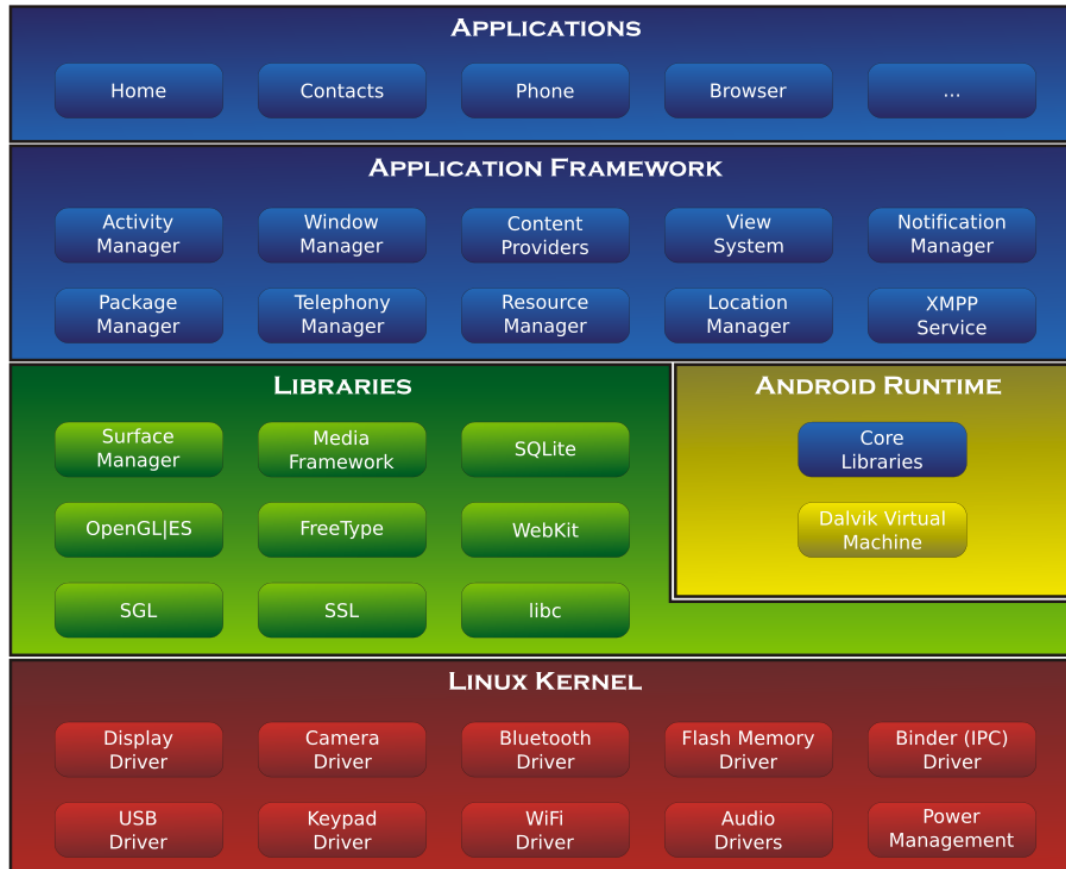 APPLICATIONS
Home
Contacts
Phone
Browser
...
APPLICATION FRAMEWORK
Activity
Manager
Window
Manager
Content
Providers
View
System
Notification
Manager
Package
Manager
Telephony
Manager
Resource
Manager
Location
Manager
XMPP
Service
LIBRARIES
Surface
Manager
Media
Framework
SQLite
OpenGL|ES
FreeType
WebKit
SGL
SSL
libc
ANDROID RUNTIME
Core
Libraries
Dalvik Virtual
Machine
LINUX KERNEL
Display
Driver
Camera
Driver
Bluetooth
Driver
Flash Memory
Driver
Binder (IPC)
Driver
USB
Driver
Keypad
Driver
WiFi
Driver
Audio
Drivers
Power
Management